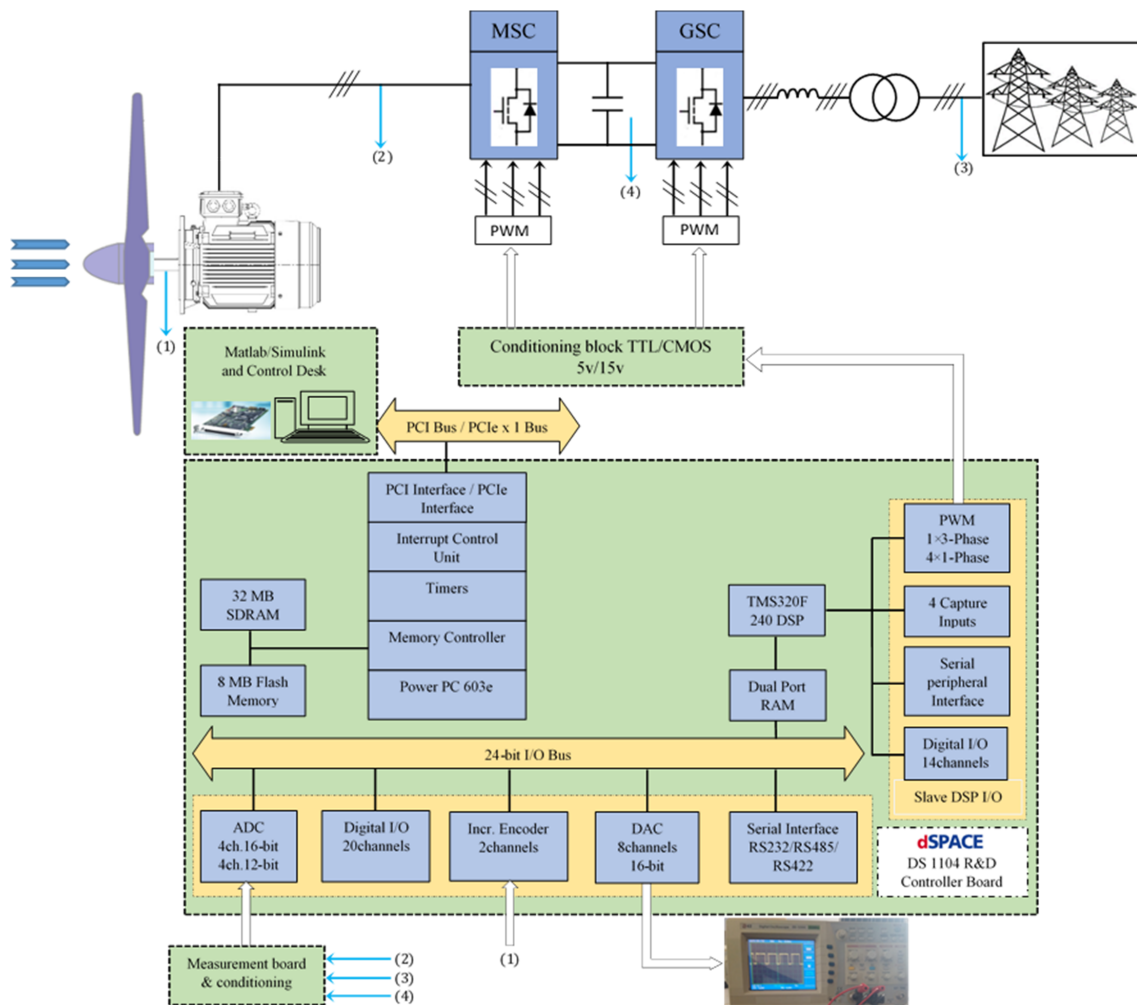 MSC
GSC
(2)
(4)
(3)
PWM
PWM
(1)
Matlab/Simulink
and Control Desk
Conditioning block TTL/CMOS
5v/15v
PCI Bus / PCIe x 1 Bus
PCI Interface / PCIe
Interface
Interrupt Control
Unit
Timers
Memory Controller
Power PC 603e
32 MB
SDRAM
8 MB Flash
Memory
TMS320F
240 DSP
Dual Port
RAM
PWM
1×3-Phase
4×1-Phase
4 Capture
Inputs
Serial
peripheral
Interface
Digital I/O
14channels
Slave DSP I/O
24-bit I/O Bus
ADC
4ch.16-bit
4ch.12-bit
Digital I/O
20channels
Incr. Encoder
2channels
DAC
8channels
16-bit
Serial Interface
RS232/RS485/
RS422
dSPACE
DS 1104 R&D
Controller Board
Measurement board
& conditioning
(2)
(3)
(4)
(1)